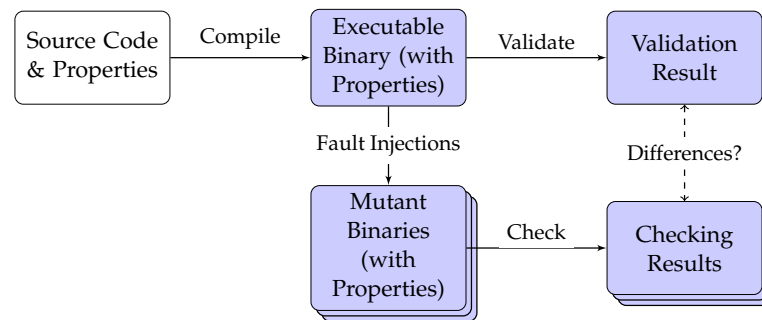 Source Code
& Properties
Compile
Executable
Binary (with
Properties)
Validate
Validation
Result
Fault Injections
Differences?
Mutant
Binaries
(with
Properties)
Check
Checking
Results